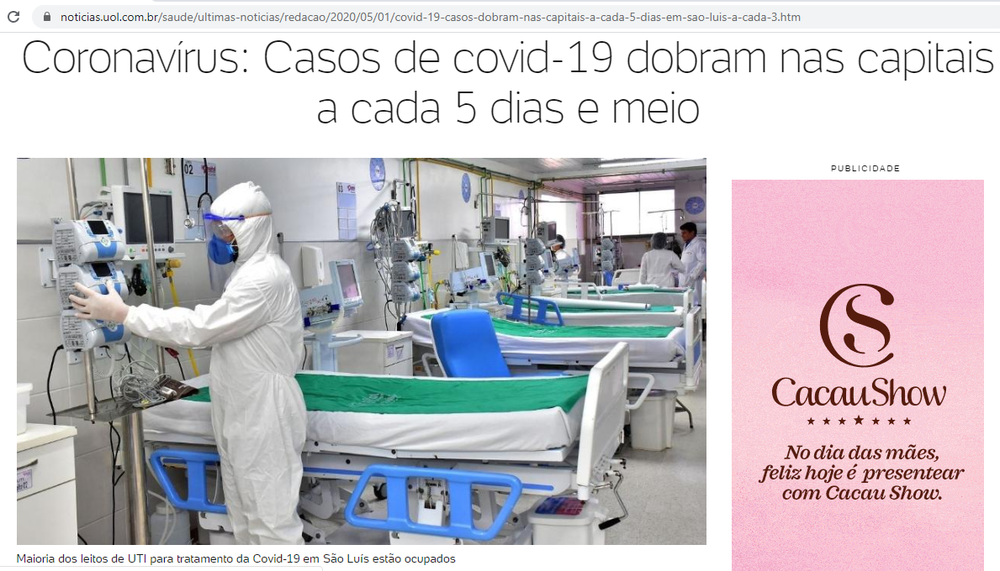 noticias.uol.com.br/saude/ultimas-noticias/redacao/2020/05/01/covid-19-casos-dobram-nas-capitais-a-cada-5-dias-em-sao-luis-a-cada-3.htm
Coronavírus: Casos de covid-19 dobram nas capitais
a cada 5 dias e meio
02
03
PUBLICIDADE
CS
CacauShow
No dia das mães,
feliz hoje é presentear
com Cacau Show.
Maioria dos leitos de UTI para tratamento da Covid-19 em São Luís estão ocupados